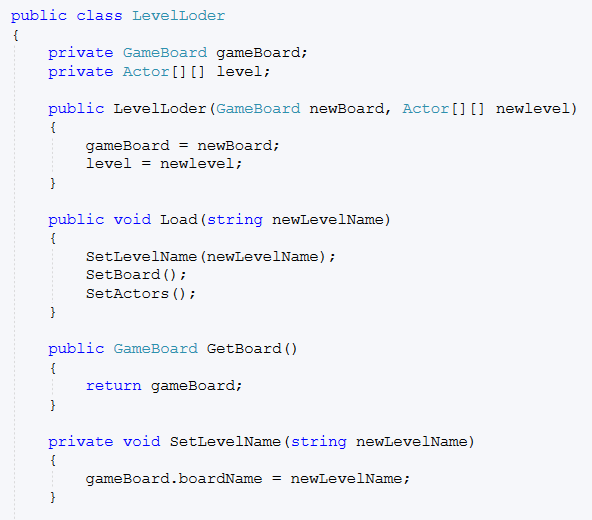 public class LevelLoder
{
private GameBoard gameBoard;
private Actor[][] level;
public LevelLoder(GameBoard newBoard, Actor[][] newlevel)
{
gameBoard = newBoard;
level = newlevel;
}
public void Load(string newLevelName)
{
SetLevelName(newLevelName);
SetBoard();
SetActors();
}
public GameBoard GetBoard()
{
return gameBoard;
}
private void SetLevelName(string newLevelName)
{
gameBoard.boardName = newLevelName;
}